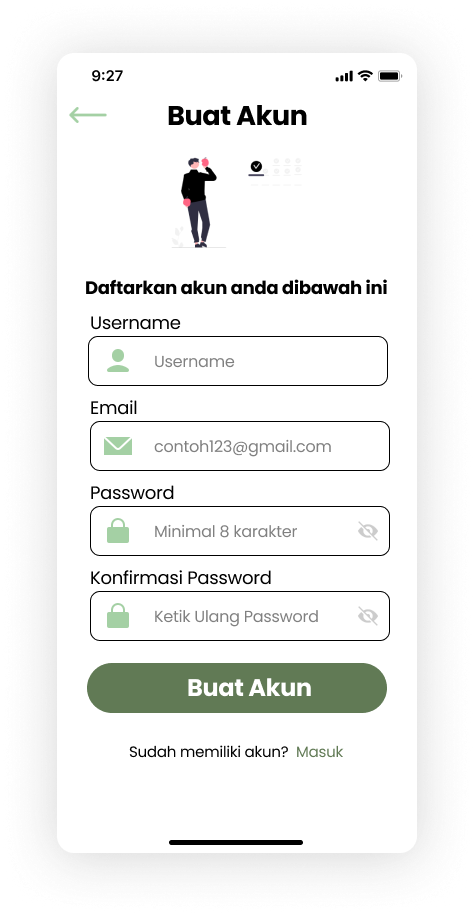 9:27
Buat Akun
Daftarkan akun anda dibawah ini
Username
Username
Email
contoh123@gmail.com
Password
Minimal 8 karakter
Konfirmasi Password
Ketik Ulang Password
Buat Akun
Sudah memiliki akun? Masuk